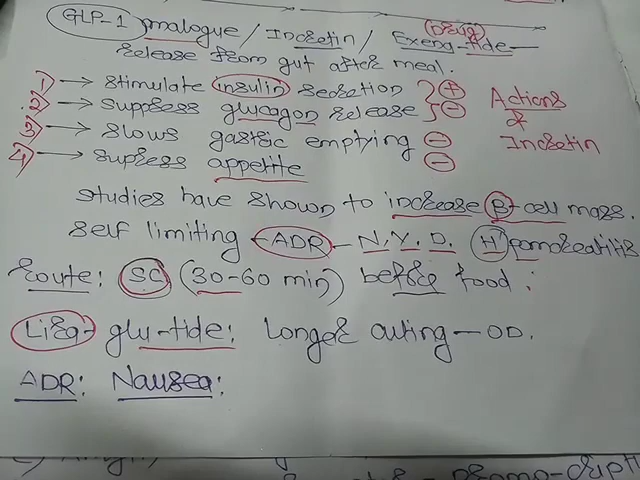 (Drug)
GLP-1 analogue / Incretin / Exeng-tide
Release from gut after meal.
1) → stimulate insulin secretion } + Actions
2) → suppress glucagon release } - of
3) → slows gastric emptying - Incretin
4) → supress appetite -
studies have shown to increase β-cell mass.
self limiting - ADR - N, V, D. H pancreatitis
Route: SC (30-60 min) before food :
Lira-glu-tide: Longer acting - OD.
ADR: Nausea: